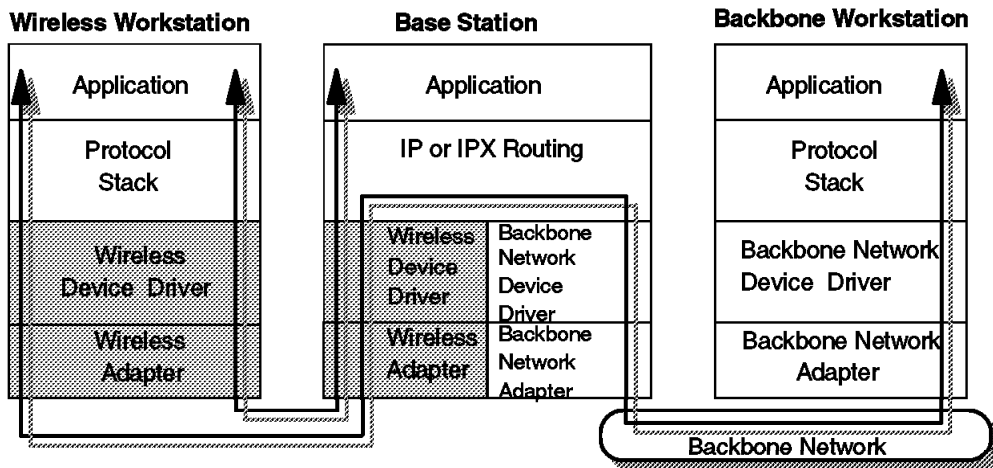 Wireless Workstation
Application
Protocol
Stack
Wireless
Device Driver
Wireless
Adapter
Base Station
Application
IP or IPX Routing
Wireless
Device
Driver
Backbone
Network
Device
Driver
Wireless
Adapter
Backbone
Network
Adapter
Backbone Workstation
Application
Protocol
Stack
Backbone Network
Device Driver
Backbone Network
Adapter
Backbone Network